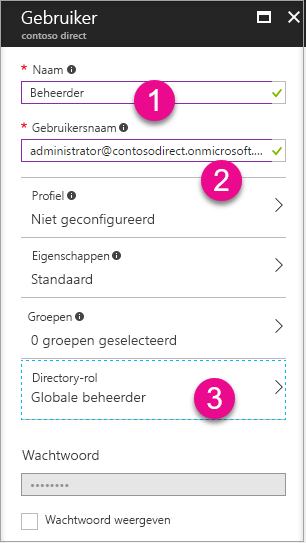 Gebruiker
contoso direct
* Naam
Beheerder
1
* Gebruikersnaam
administrator@contosodirect.onmicrosoft....
2
Profiel
Niet geconfigureerd
Eigenschappen
Standaard
Groepen
0 groepen geselecteerd
Directory-rol
Globale beheerder
3
Wachtwoord
••••••••
Wachtwoord weergeven